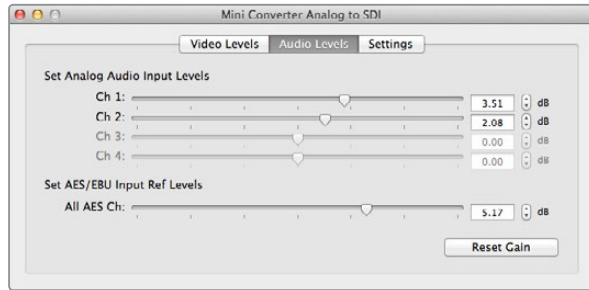 Mini Converter Analog to SDI
Video Levels Audio Levels Settings
Set Analog Audio Input Levels
Ch 1: 3.51 dB
Ch 2: 2.08 dB
Ch 3: 0.00 dB
Ch 4: 0.00 dB
Set AES/EBU Input Ref Levels
All AES Ch: 5.17 dB
Reset Gain